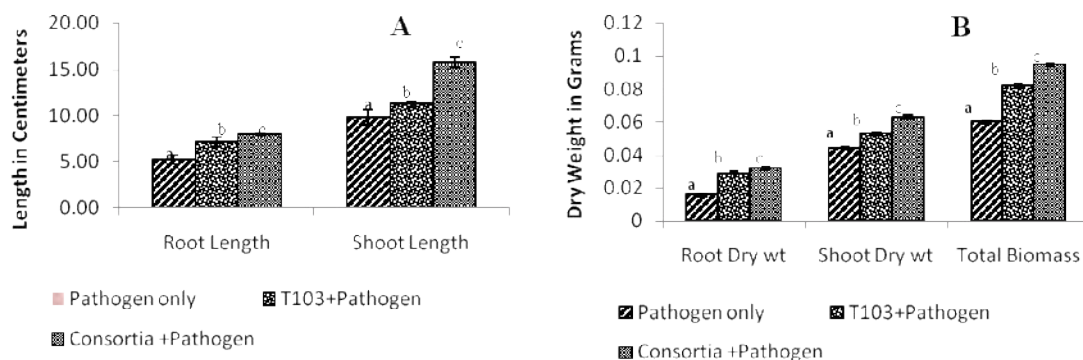 A
Length in Centimeters
20.00
15.00
10.00
5.00
0.00
a
b
c
a
b
c
Root Length
Shoot Length
Pathogen only
T103+Pathogen
Consortia +Pathogen
B
Dry Weight in Grams
0.12
0.1
0.08
0.06
0.04
0.02
0
a
b
c
a
b
c
a
b
c
Root Dry wt
Shoot Dry wt
Total Biomass
Pathogen only
T103+Pathogen
Consortia +Pathogen